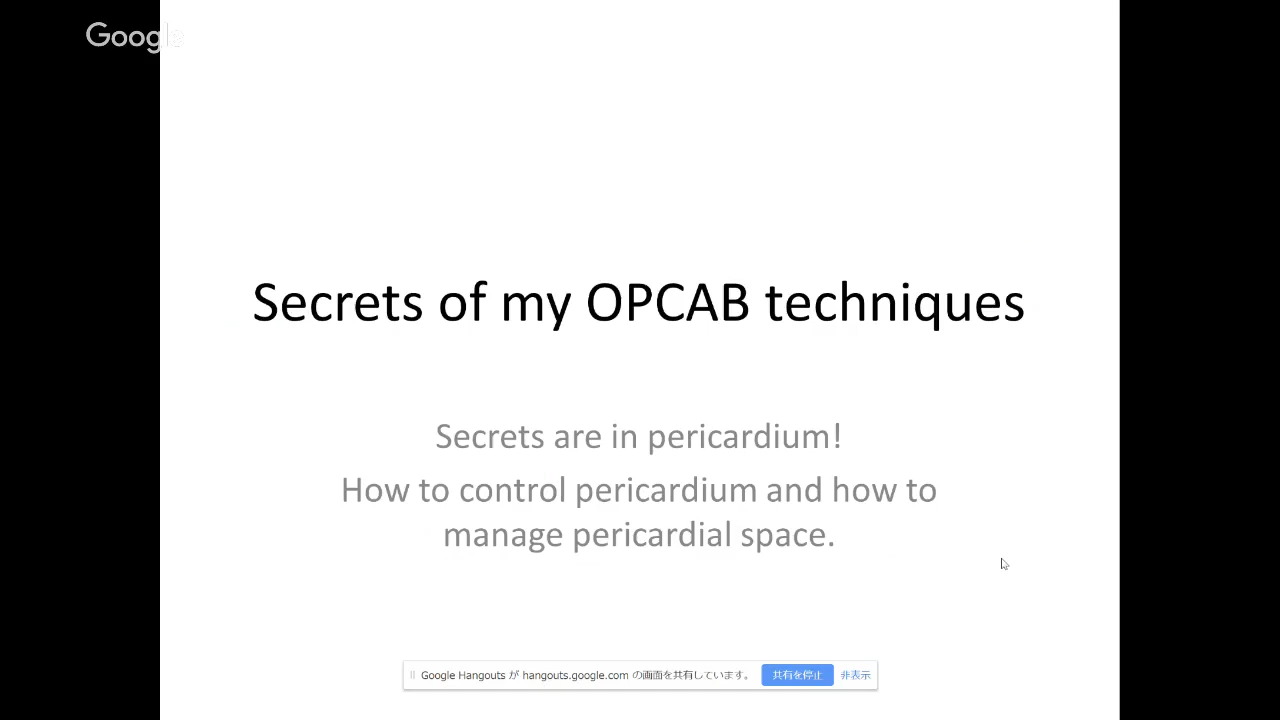 Google
Secrets of my OPCAB techniques
Secrets are in pericardium!
How to control pericardium and how to
manage pericardial space.
Google Hangouts が hangouts.google.com の画面を共有しています。 共有を停止 非表示